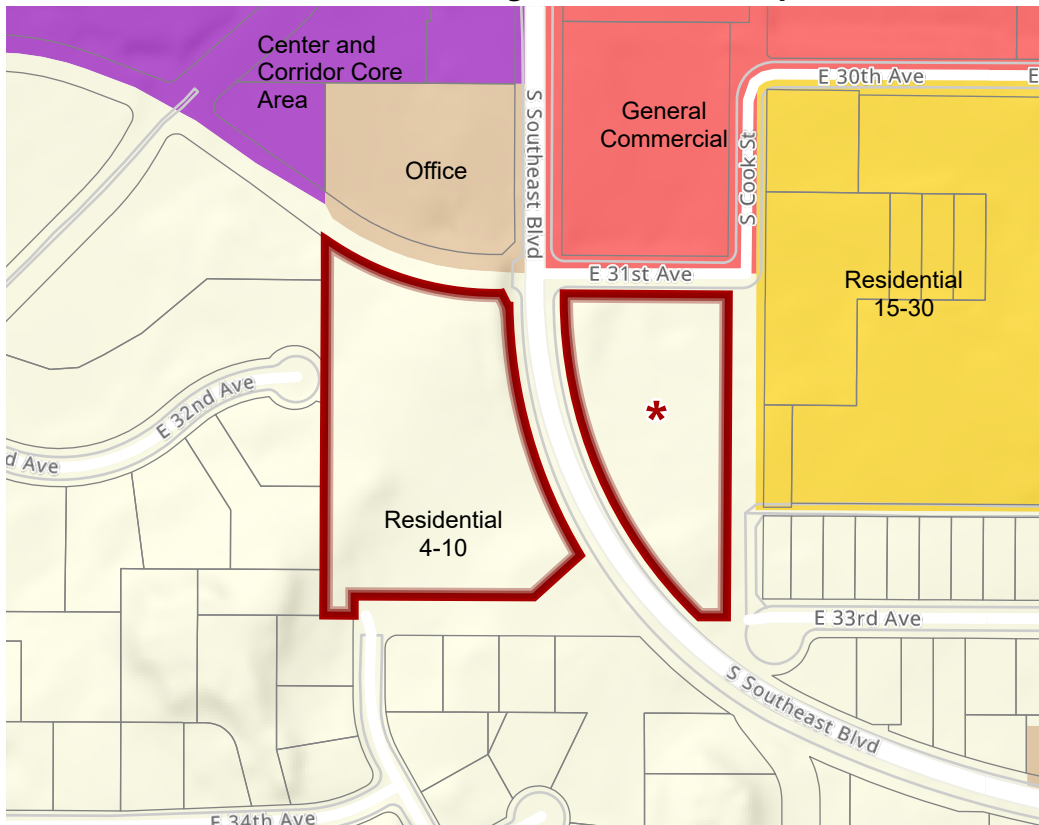 Center and
Corridor Core
Area
Office
S Southeast Blvd
General
Commercial
E 30th Ave
E
S Cook St
E 31st Ave
Residential
15-30
*
E 32nd Ave
d Ave
Residential
4-10
E 33rd Ave
S Southeast Blvd
E 34th Ave